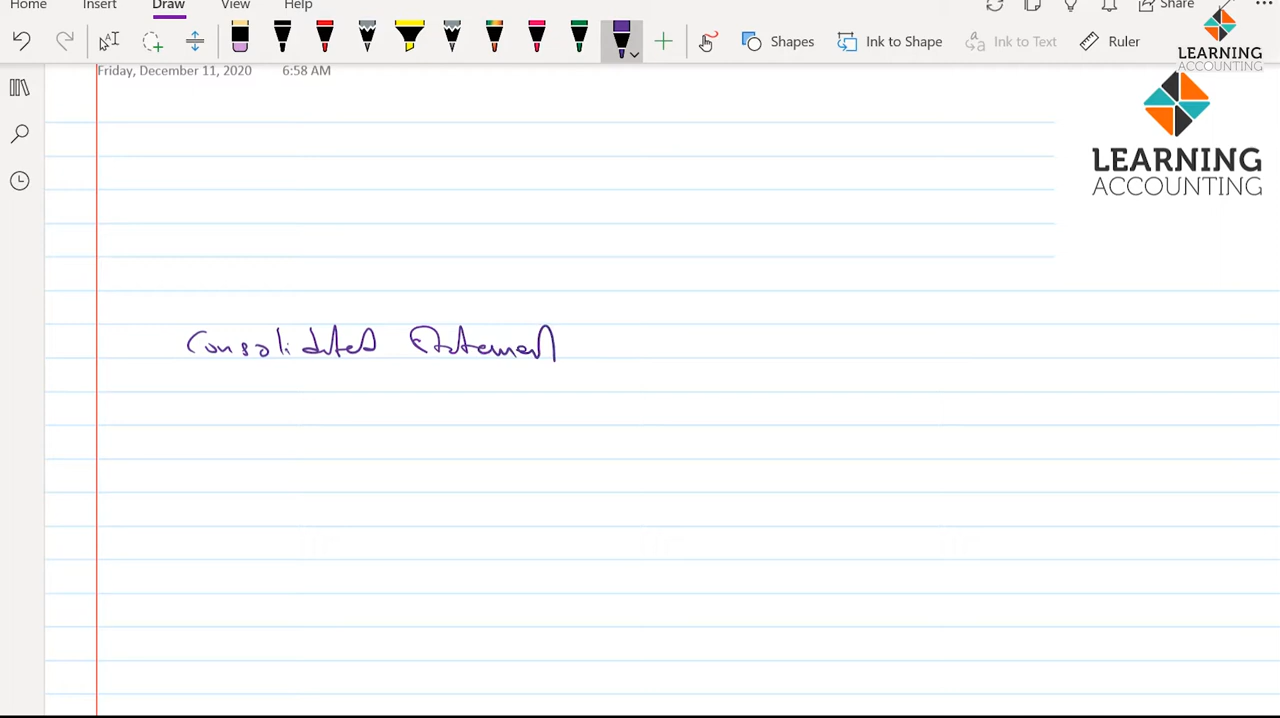 Home Insert Draw View Help Share
Shapes Ink to Shape Ink to Text Ruler
LEARNING
ACCOUNTING
Friday, December 11, 2020 6:58 AM
LEARNING
ACCOUNTING
Consolidated Statement